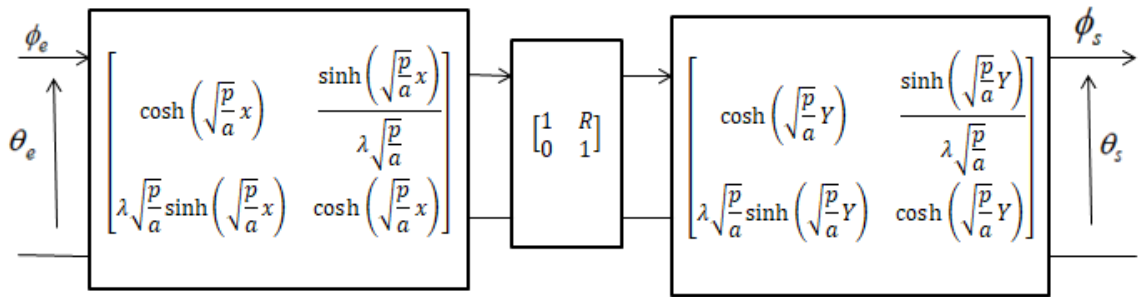 ϕₑ
θₑ
[cosh(√(p/a) x)  sinh(√(p/a) x) / (λ√(p/a))
λ√(p/a) sinh(√(p/a) x)  cosh(√(p/a) x)]
[1 R
0 1]
[cosh(√(p/a) Y)  sinh(√(p/a) Y) / (λ√(p/a))
λ√(p/a) sinh(√(p/a) Y)  cosh(√(p/a) Y)]
ϕₛ
θₛ